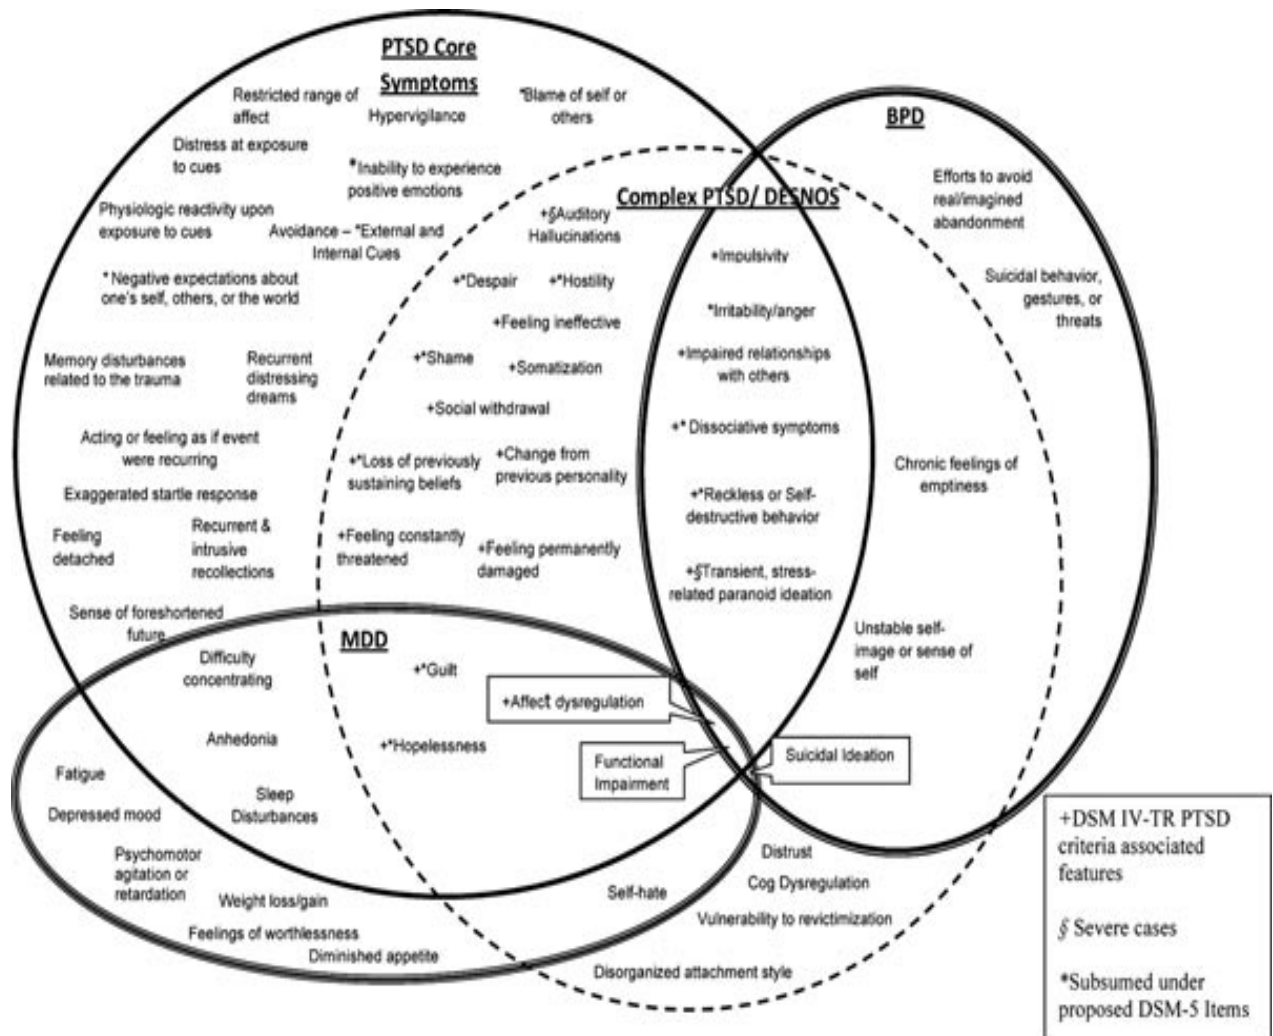 PTSD Core
Symptoms
Restricted range of
affect
Hypervigilance
*Blame of self or
others
Distress at exposure
to cues
*Inability to experience
positive emotions
Physiologic reactivity upon
exposure to cues
Avoidance – *External and
Internal Cues
* Negative expectations about
one's self, others, or the world
Memory disturbances
related to the trauma
Recurrent
distressing
dreams
Acting or feeling as if event
were recurring
Exaggerated startle response
Feeling
detached
Recurrent &
intrusive
recollections
Sense of foreshortened
future
Complex PTSD/ DESNOS
+§Auditory
Hallucinations
+*Despair
+*Hostility
+Feeling ineffective
+*Shame
+Somatization
+Social withdrawal
+*Loss of previously
sustaining beliefs
+Change from
previous personality
+Feeling constantly
threatened
+Feeling permanently
damaged
BPD
Efforts to avoid
real/imagined
abandonment
Suicidal behavior,
gestures, or
threats
+Impulsivity
*Irritability/anger
+Impaired relationships
with others
+* Dissociative symptoms
+*Reckless or Self-
destructive behavior
+§Transient, stress-
related paranoid ideation
Chronic feelings of
emptiness
Unstable self-
image or sense of
self
MDD
Difficulty
concentrating
+*Guilt
+Affect dysregulation
Anhedonia
+*Hopelessness
Functional
Impairment
Suicidal Ideation
Fatigue
Depressed mood
Sleep
Disturbances
Psychomotor
agitation or
retardation
Weight loss/gain
Feelings of worthlessness
Diminished appetite
Self-hate
Distrust
Cog Dysregulation
Vulnerability to revictimization
Disorganized attachment style
+DSM IV-TR PTSD
criteria associated
features
§ Severe cases
*Subsumed under
proposed DSM-5 Items